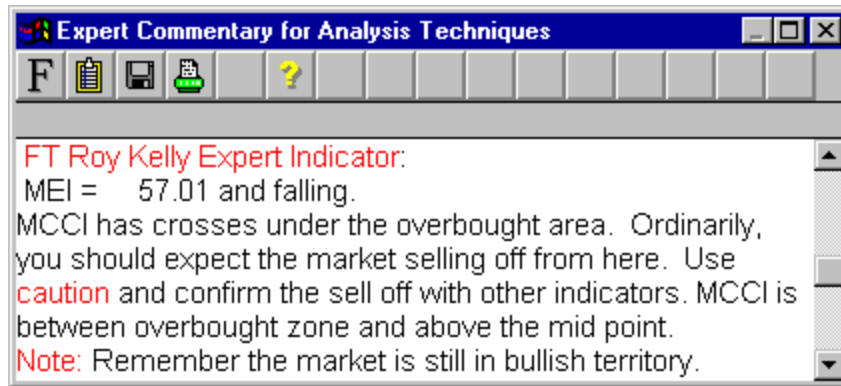 Expert Commentary for Analysis Techniques
F ?
FT Roy Kelly Expert Indicator:
MEI = 57.01 and falling.
MCCI has crosses under the overbought area. Ordinarily,
you should expect the market selling off from here. Use
caution and confirm the sell off with other indicators. MCCI is
between overbought zone and above the mid point.
Note: Remember the market is still in bullish territory.